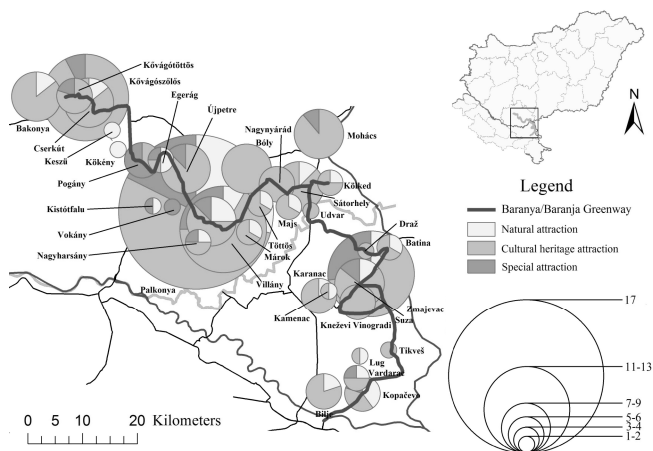 Kővágótöttös
Kővágószőlős
Egerág
Újpetre
Nagynyárád
Bóly
Mohács
Bakonya
Cserkút
Keszü
Kökény
Pogány
Kölked
Sátorhely
Udvar
Majs
Draž
Kistótfalu
Batina
Vokány
Töttös
Márok
Nagyharsány
Karanac
Villány
Palkonya
Zmajevac
Kamenac
Suza
Kneževi Vinogradi
Tikveš
Lug
Vardarac
Kopačevo
Bilje
0 5 10 20 Kilometers
N
Legend
Baranya/Baranja Greenway
Natural attraction
Cultural heritage attraction
Special attraction
17
11-13
7-9
5-6
3-4
1-2